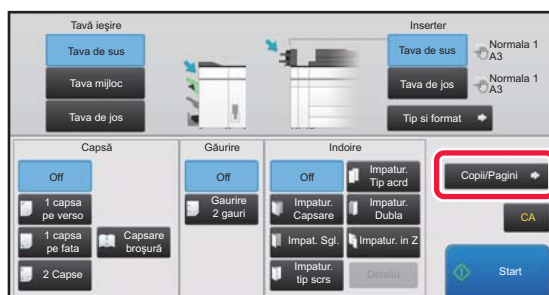 Tavă ieşire
Inserter
Tava de sus
Tava mijloc
Tava de jos
Tava de sus
Normala 1
A3
Tava de jos
Normala 1
A3
Tip si format
Capsă
Găurire
Indoire
Off
1 capsa
pe verso
1 capsa
pe fata
Capsare
broşură
2 Capse
Off
Gaurire
2 gauri
Off
Impatur.
Tip acrd
Impatur.
Capsare
Impatur.
Dubla
Impat. Sgl.
Impatur. in Z
Impatur.
tip scrs
Detaliu
Copii/Pagini
CA
Start